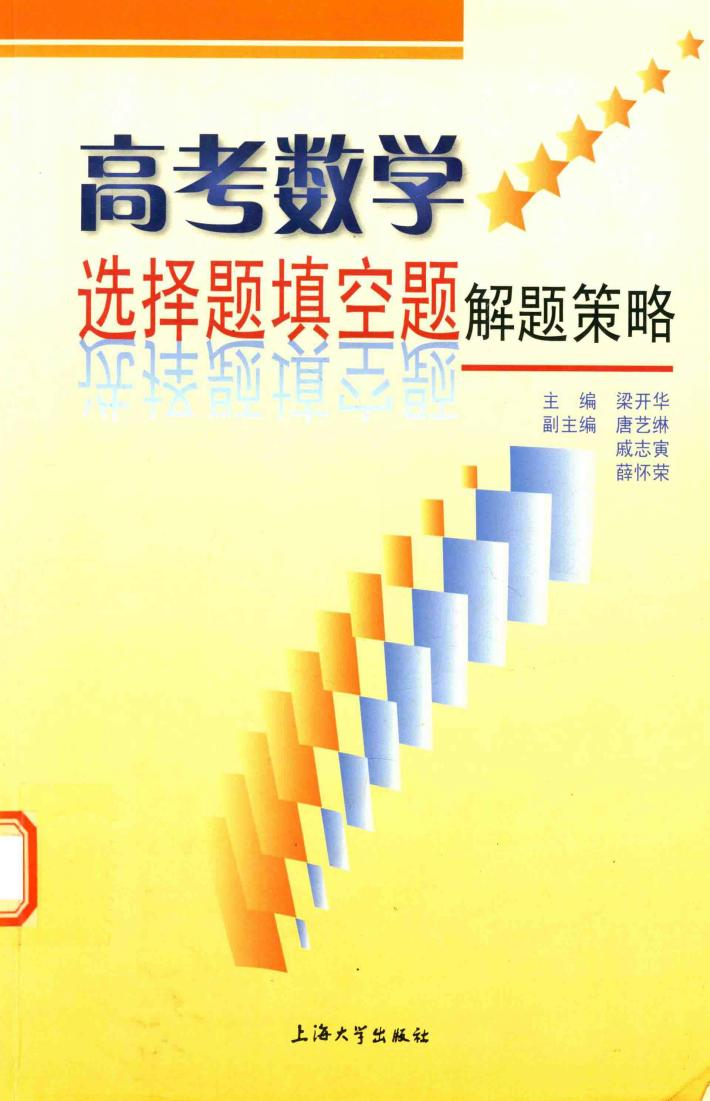 高考数学
选择题填空题解题策略
主 编 梁开华
副主编 唐艺綝
戚志寅
薛怀荣
上海大学出版社